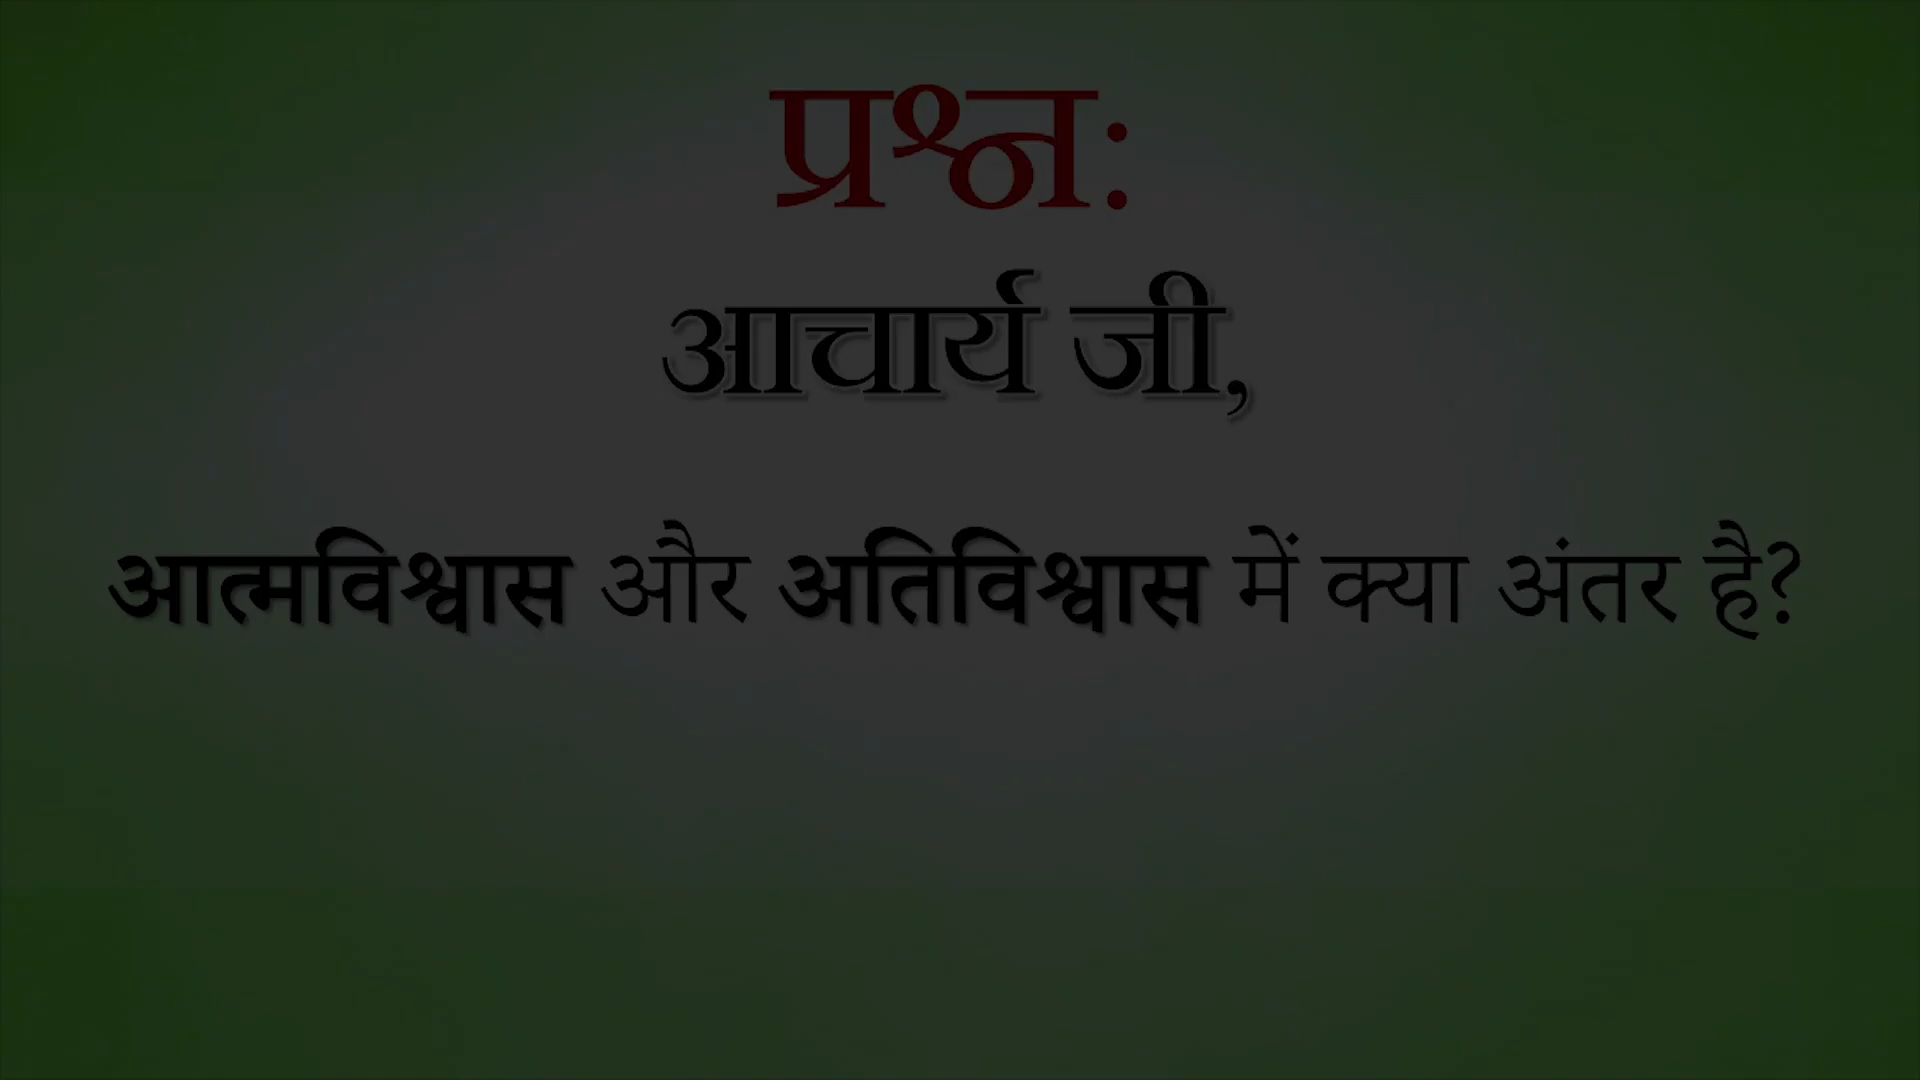 प्रश्न:
आचार्य जी,
आत्मविश्वास और अतिविश्वास में क्या अंतर है?